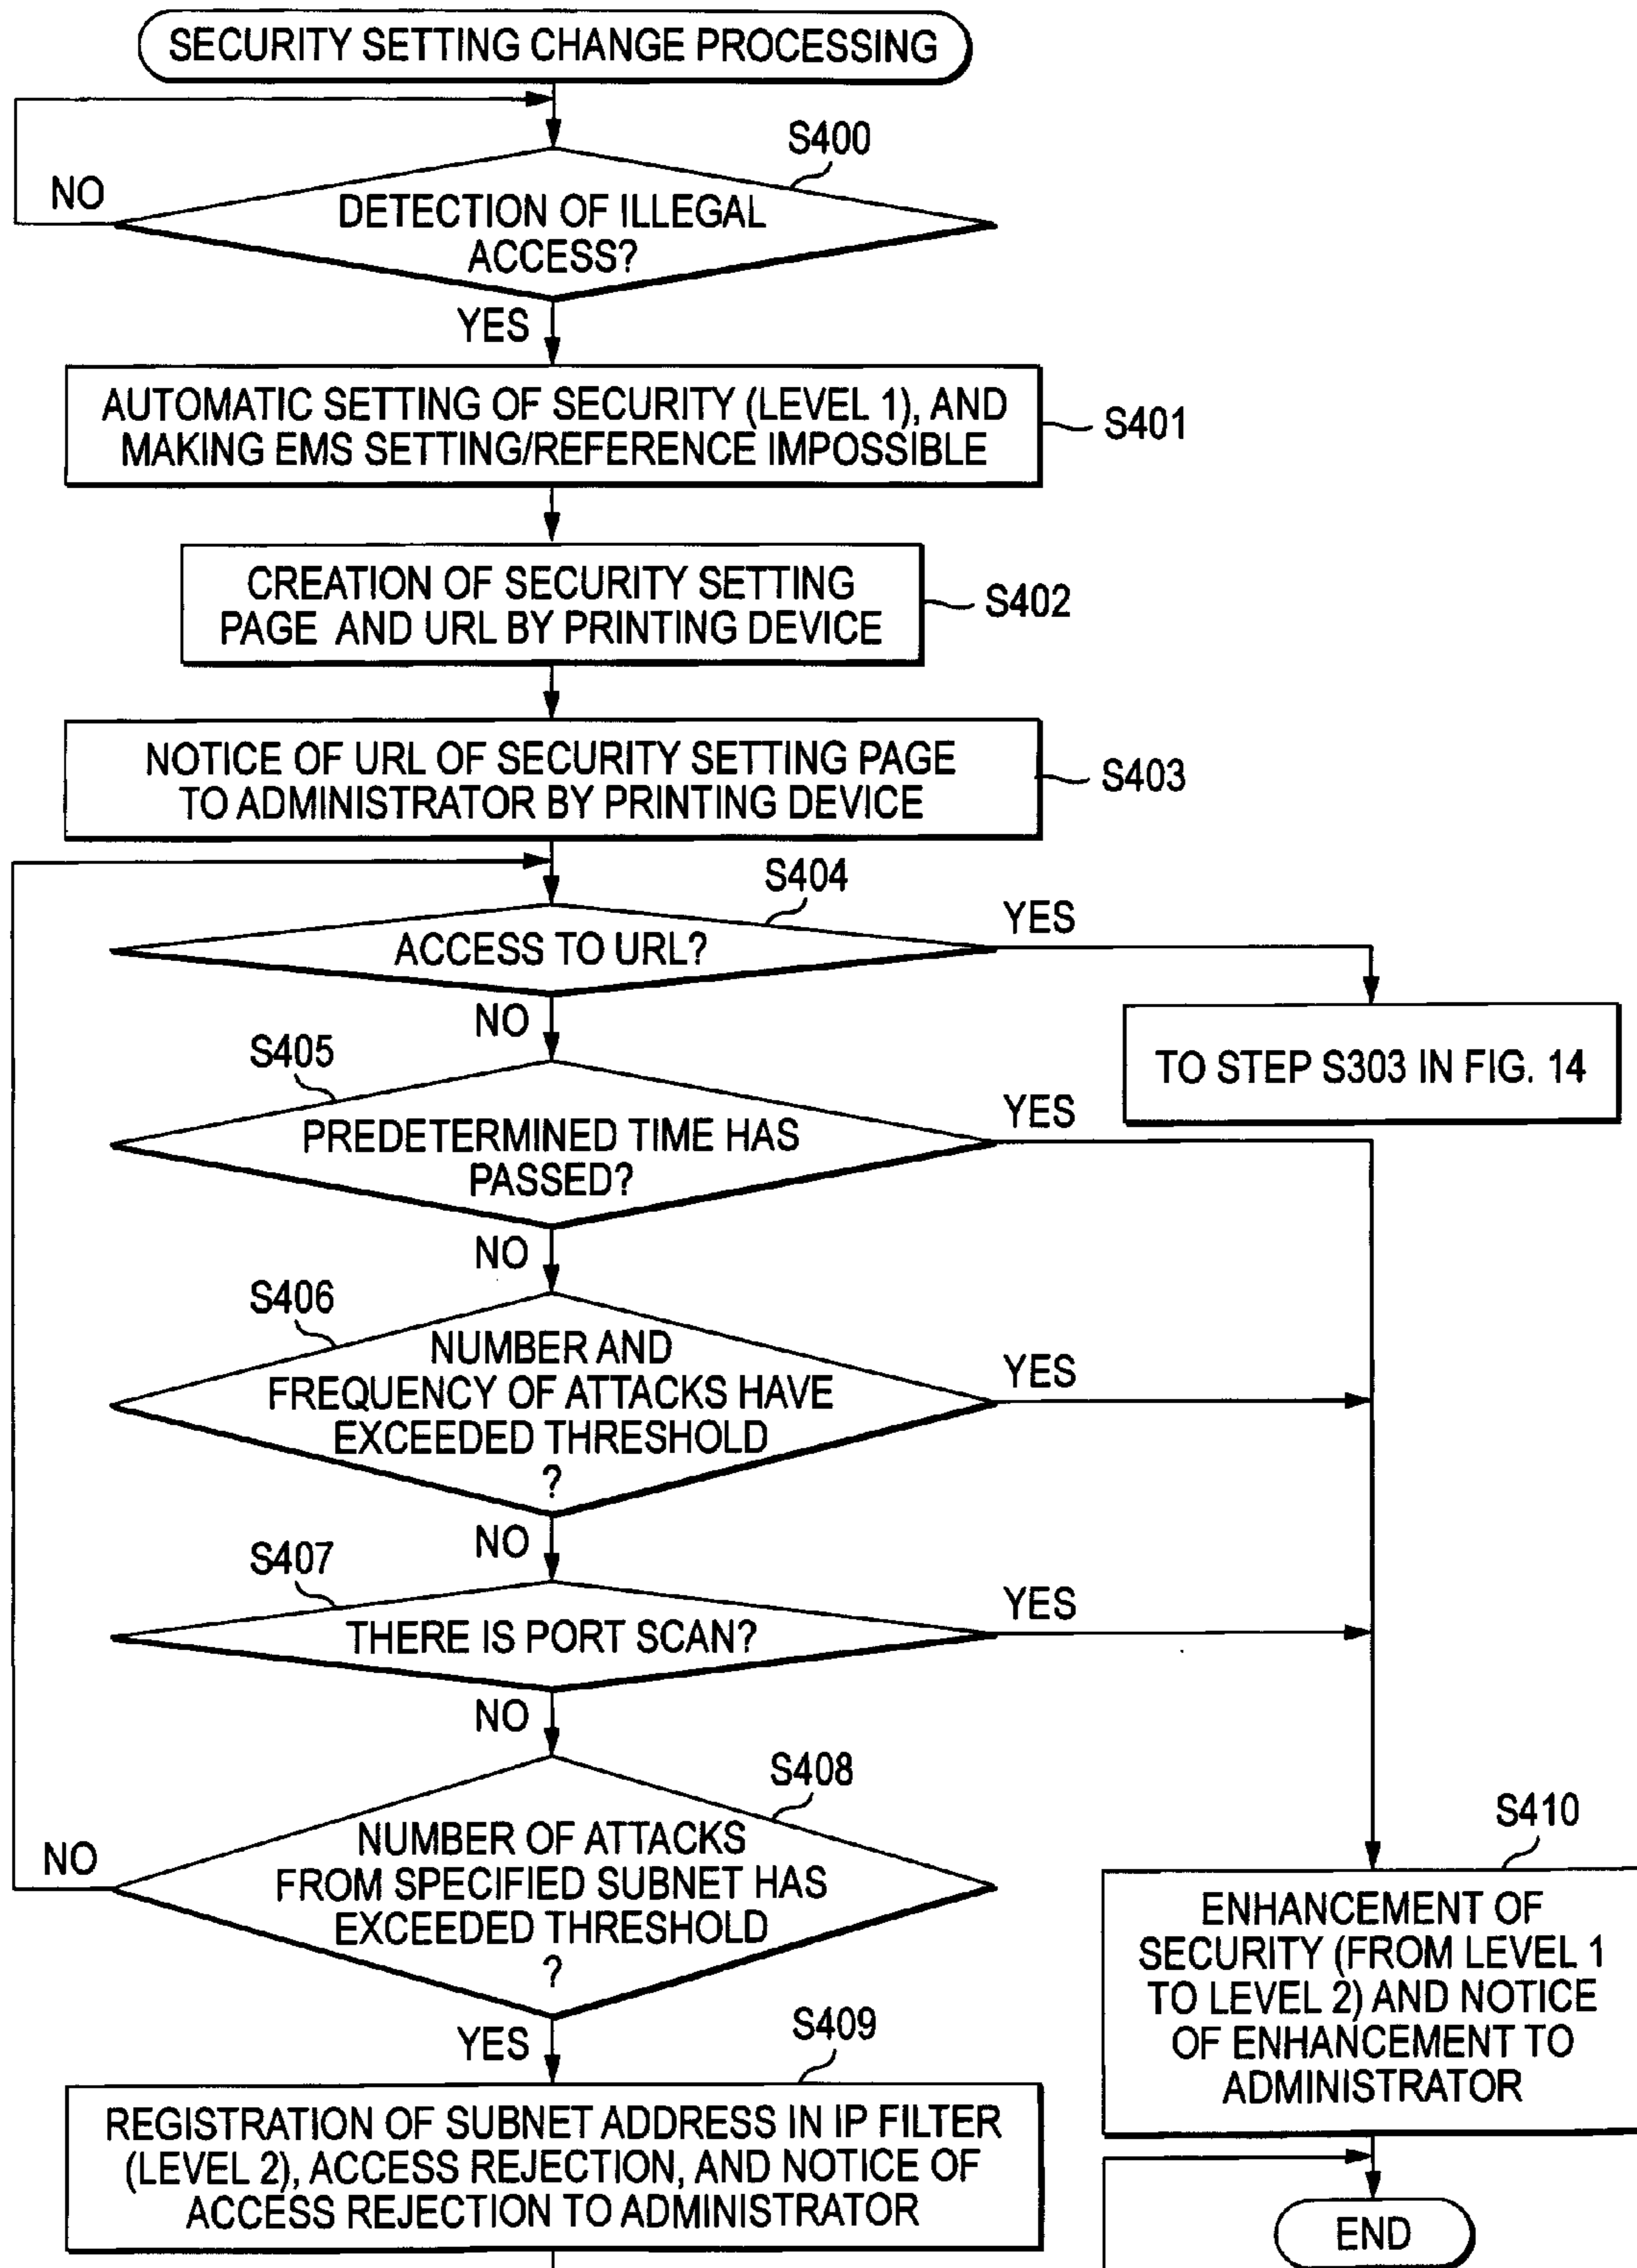 SECURITY SETTING CHANGE PROCESSING
S400
NO
DETECTION OF ILLEGAL
ACCESS?
YES
AUTOMATIC SETTING OF SECURITY (LEVEL 1), AND
MAKING EMS SETTING/REFERENCE IMPOSSIBLE
S401
CREATION OF SECURITY SETTING
PAGE AND URL BY PRINTING DEVICE
S402
NOTICE OF URL OF SECURITY SETTING PAGE
TO ADMINISTRATOR BY PRINTING DEVICE
S403
S404
ACCESS TO URL?
YES
NO
TO STEP S303 IN FIG. 14
S405
PREDETERMINED TIME HAS
PASSED?
YES
NO
S406
NUMBER AND
FREQUENCY OF ATTACKS HAVE
EXCEEDED THRESHOLD
?
YES
NO
S407
THERE IS PORT SCAN?
YES
NO
S408
NUMBER OF ATTACKS
FROM SPECIFIED SUBNET HAS
EXCEEDED THRESHOLD
?
NO
YES
S409
REGISTRATION OF SUBNET ADDRESS IN IP FILTER
(LEVEL 2), ACCESS REJECTION, AND NOTICE OF
ACCESS REJECTION TO ADMINISTRATOR
S410
ENHANCEMENT OF
SECURITY (FROM LEVEL 1
TO LEVEL 2) AND NOTICE
OF ENHANCEMENT TO
ADMINISTRATOR
END